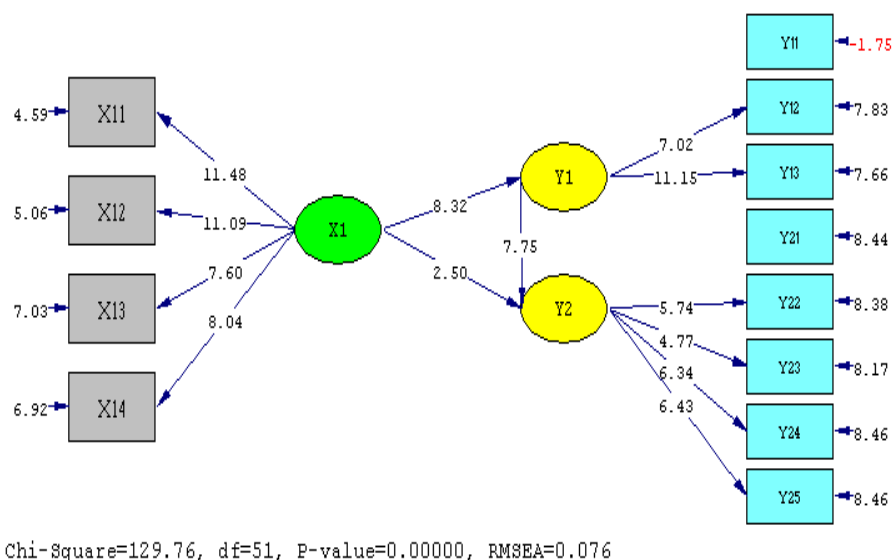 Y11
-1.75
X11
4.59
Y12
7.83
7.02
11.48
Y1
Y13
11.15
7.66
X12
5.06
8.32
11.09
X1
Y21
8.44
7.75
7.60
2.50
X13
7.03
Y2
5.74
Y22
8.38
8.04
4.77
Y23
8.17
6.34
X14
6.92
6.43
Y24
8.46
Y25
8.46
Chi-Square=129.76, df=51, P-value=0.00000, RMSEA=0.076